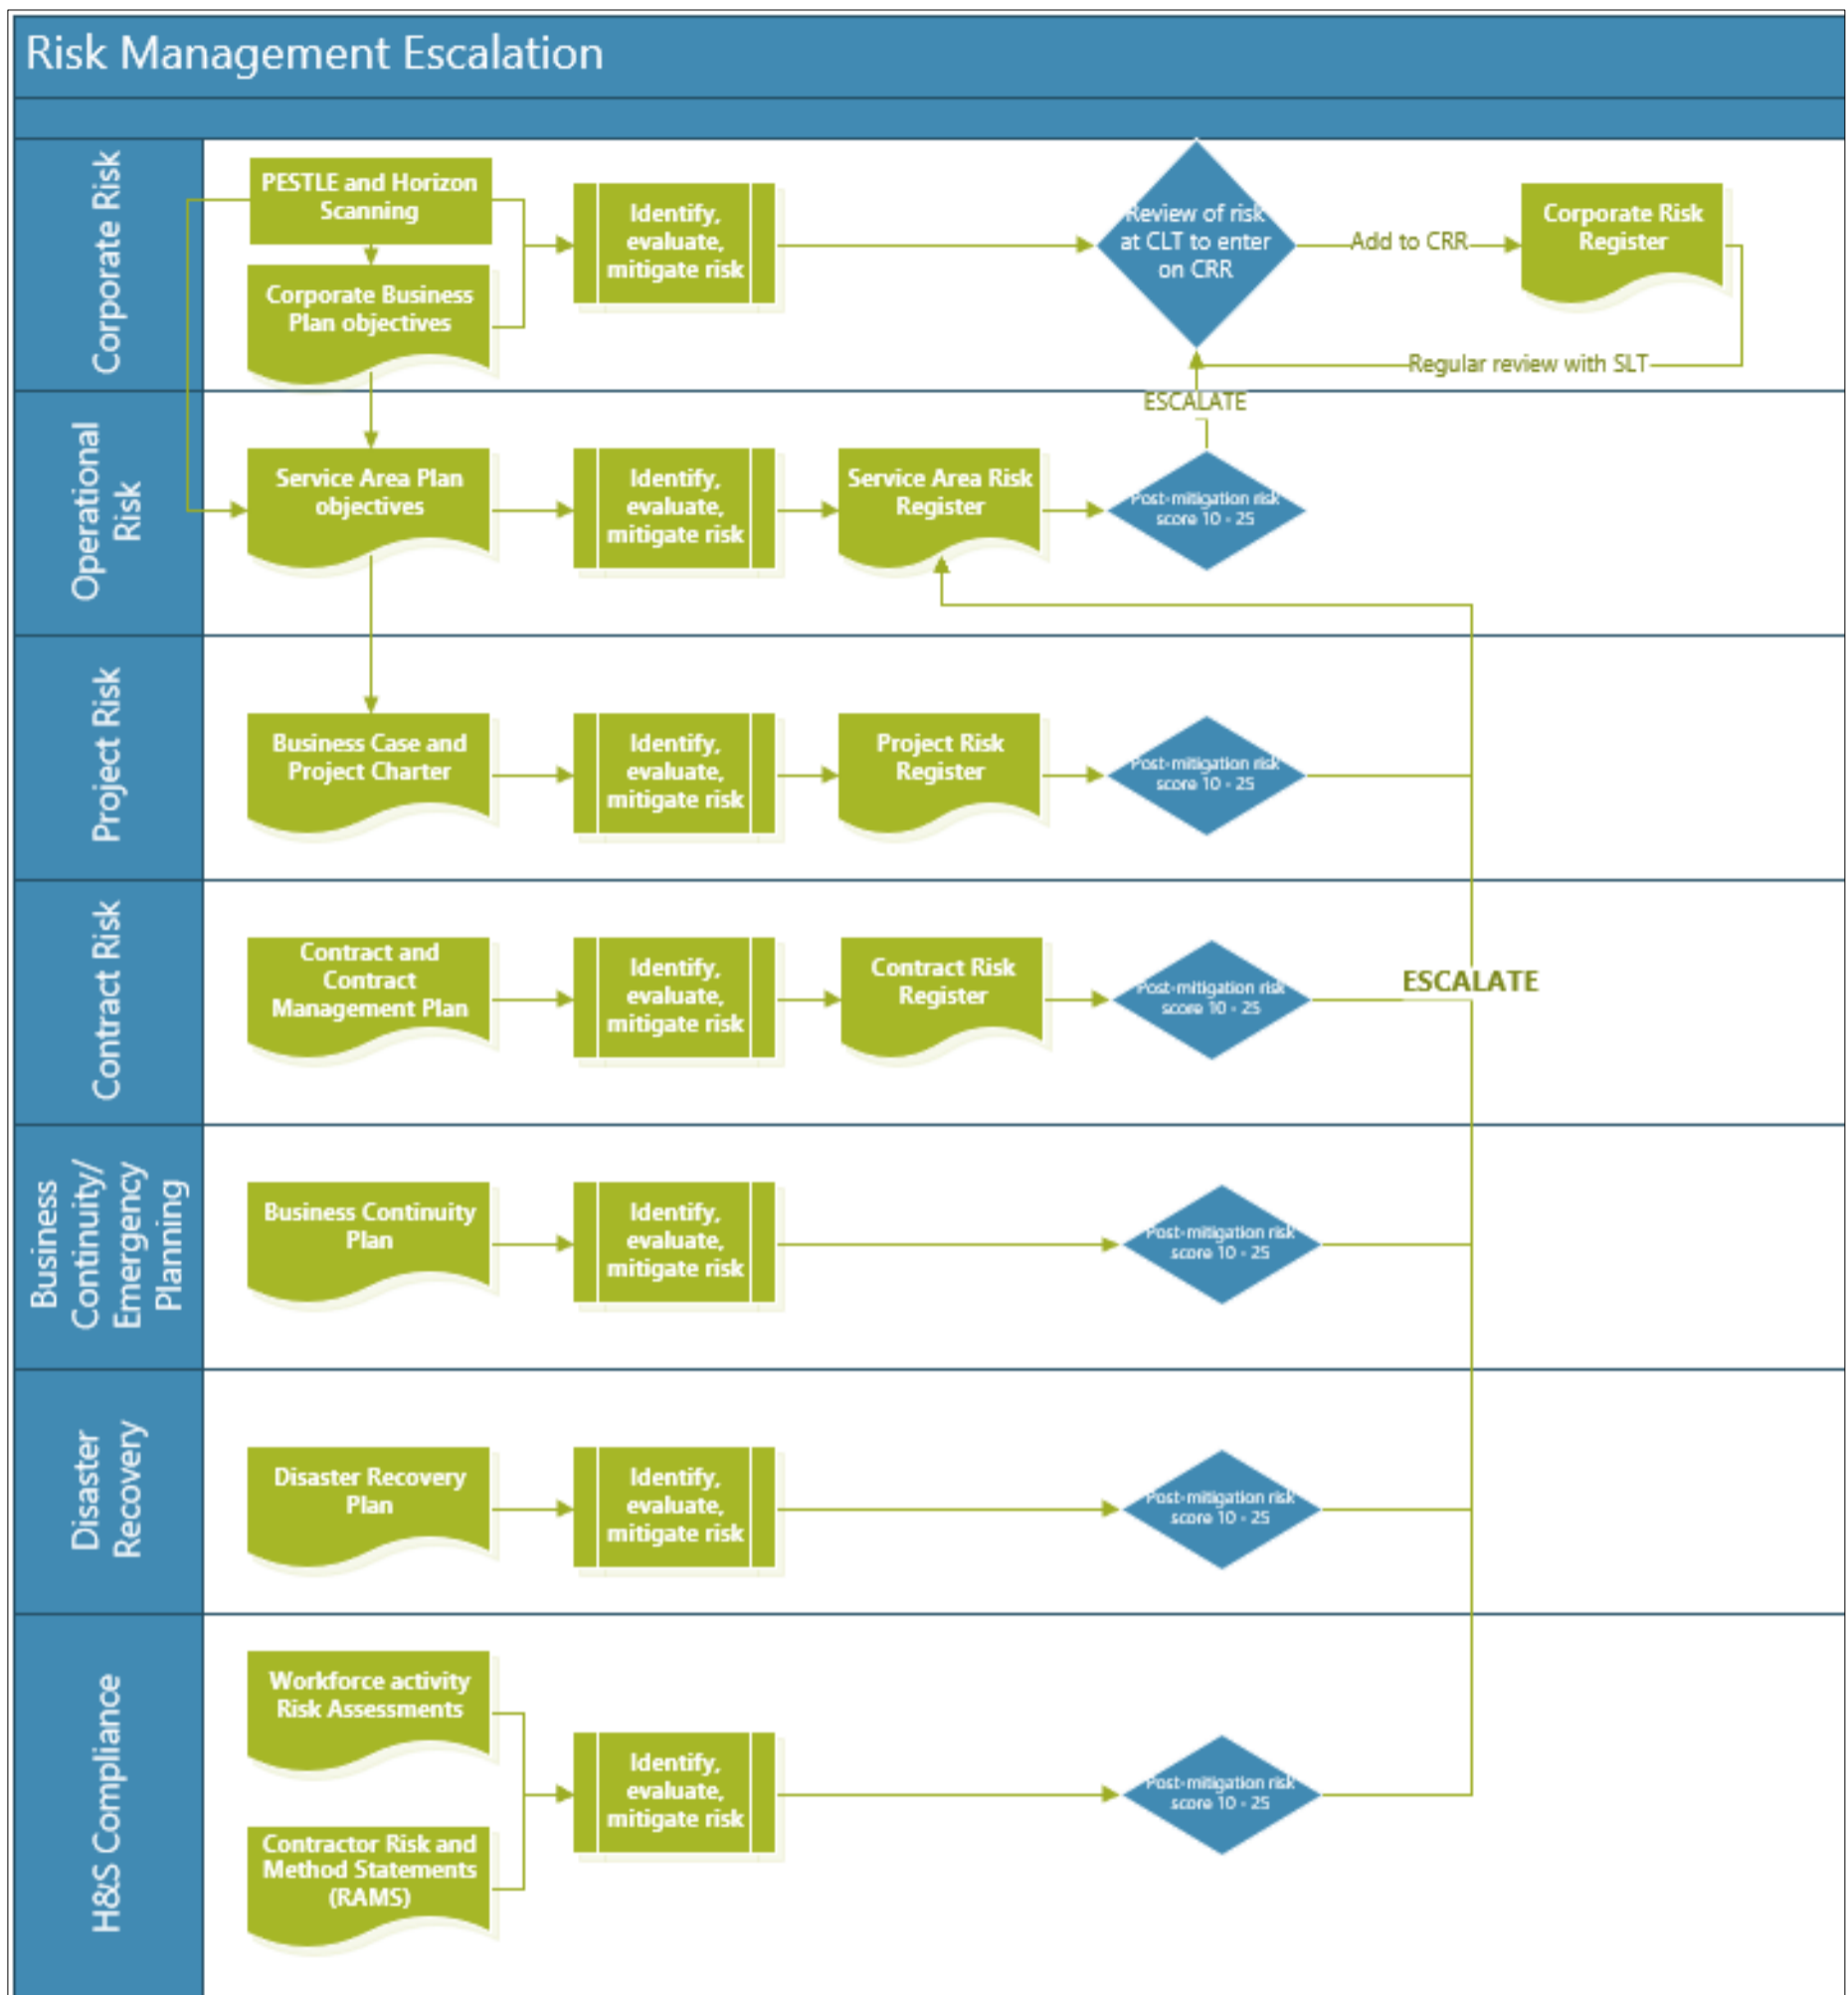 Risk Management Escalation
Corporate Risk
PESTLE and Horizon
Scanning
Corporate Business
Plan objectives
Identify,
evaluate,
mitigate risk
Review of risk
at CLT to enter
on CRR
Add to CRR
Corporate Risk
Register
Regular review with SLT
ESCALATE
Operational
Risk
Service Area Plan
objectives
Identify,
evaluate,
mitigate risk
Service Area Risk
Register
Post-mitigation risk
score 10 - 25
Project Risk
Business Case and
Project Charter
Identify,
evaluate,
mitigate risk
Project Risk
Register
Post-mitigation risk
score 10 - 25
Contract Risk
Contract and
Contract
Management Plan
Identify,
evaluate,
mitigate risk
Contract Risk
Register
Post-mitigation risk
score 10 - 25
ESCALATE
Business
Continuity/
Emergency
Planning
Business Continuity
Plan
Identify,
evaluate,
mitigate risk
Post-mitigation risk
score 10 - 25
Disaster
Recovery
Disaster Recovery
Plan
Identify,
evaluate,
mitigate risk
Post-mitigation risk
score 10 - 25
H&S Compliance
Workforce activity
Risk Assessments
Contractor Risk and
Method Statements
(RAMS)
Identify,
evaluate,
mitigate risk
Post-mitigation risk
score 10 - 25